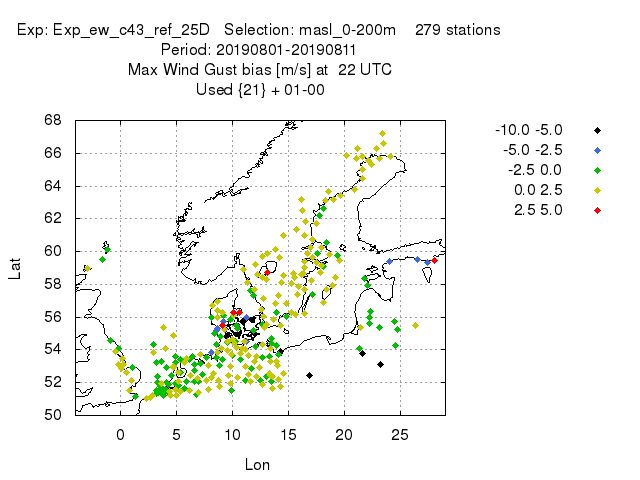 Exp: Exp_ew_c43_ref_25D   Selection: masl_0-200m    279 stations
Period: 20190801-20190811
Max Wind Gust bias [m/s] at  22 UTC
Used {21} + 01-00
68
66
64
62
60
58
56
54
52
50
0 5 10 15 20 25
Lat
Lon
-10.0 -5.0
-5.0 -2.5
-2.5 0.0
0.0 2.5
2.5 5.0